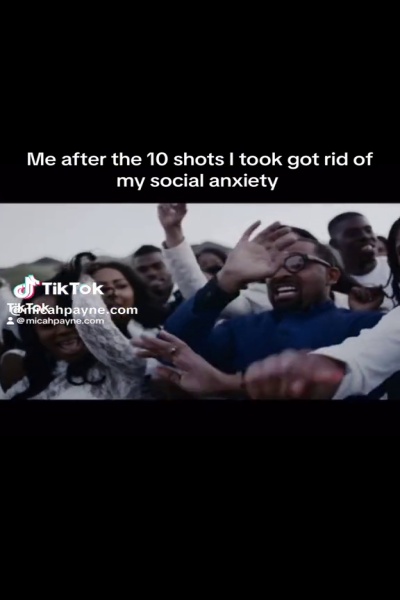 Me after the 10 shots I took got rid of
my social anxiety
TikTok
@micahpayne.com
TikTok
@micahpayne.com